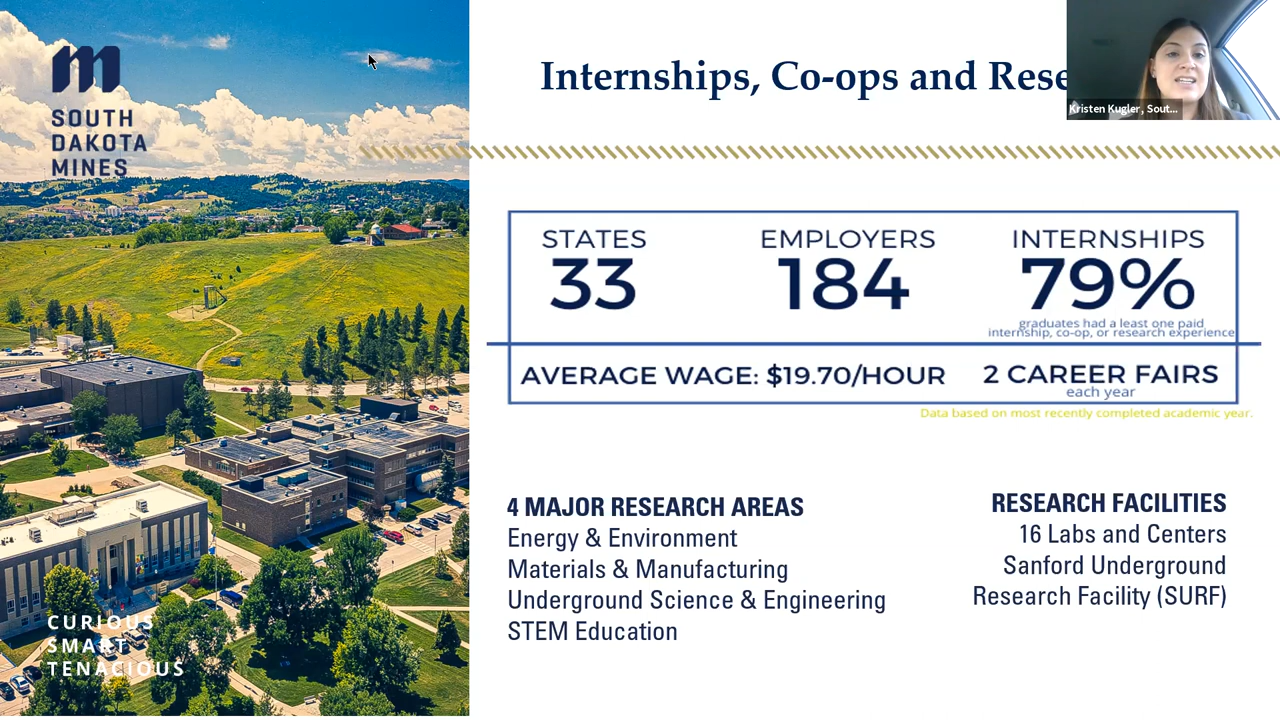 SOUTH
DAKOTA
MINES
CURIOUS
SMART
TENACIOUS
Internships, Co-ops and
Kristen Kugler, Sout...
STATES
33
EMPLOYERS
184
INTERNSHIPS
79%
graduates had a least one paid
internship, co-op, or research experience
AVERAGE WAGE: $19.70/HOUR
2 CAREER FAIRS
each year
Data based on most recently completed academic year.
4 MAJOR RESEARCH AREAS
Energy & Environment
Materials & Manufacturing
Underground Science & Engineering
STEM Education
RESEARCH FACILITIES
16 Labs and Centers
Sanford Underground
Research Facility (SURF)